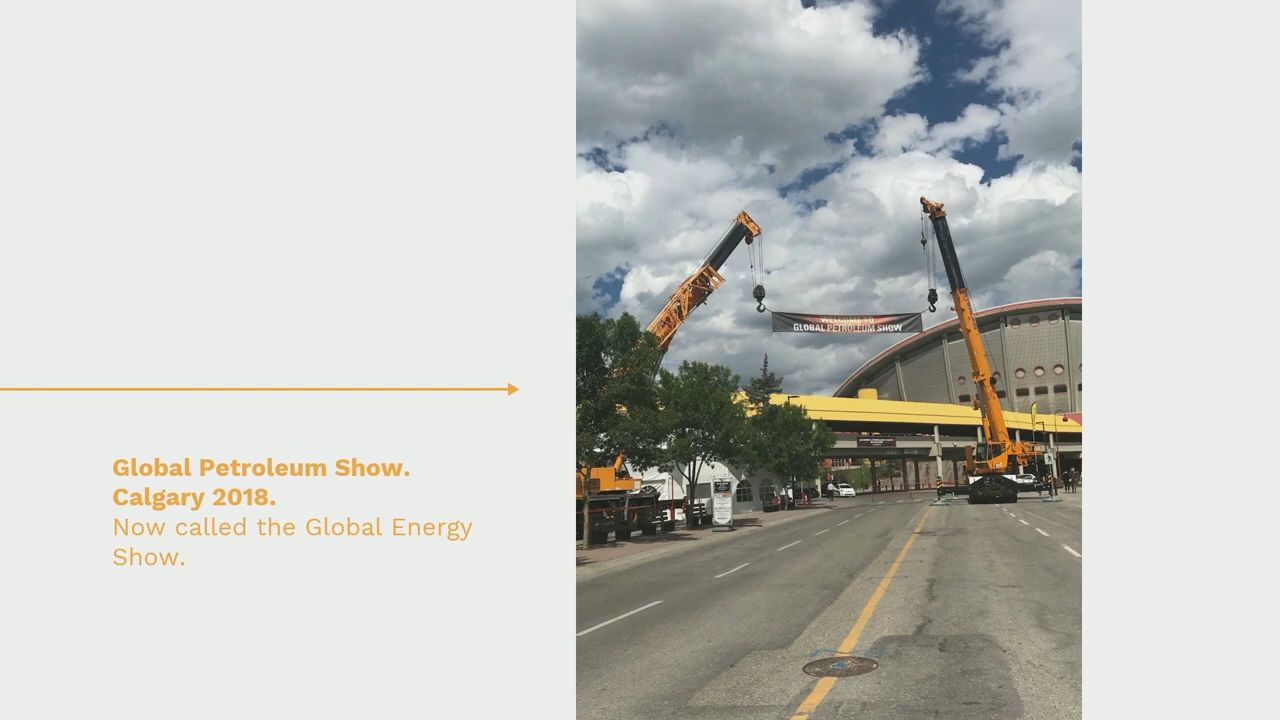 Global Petroleum Show.
Calgary 2018.
Now called the Global Energy
Show.
WELCOME TO
GLOBAL PETROLEUM SHOW